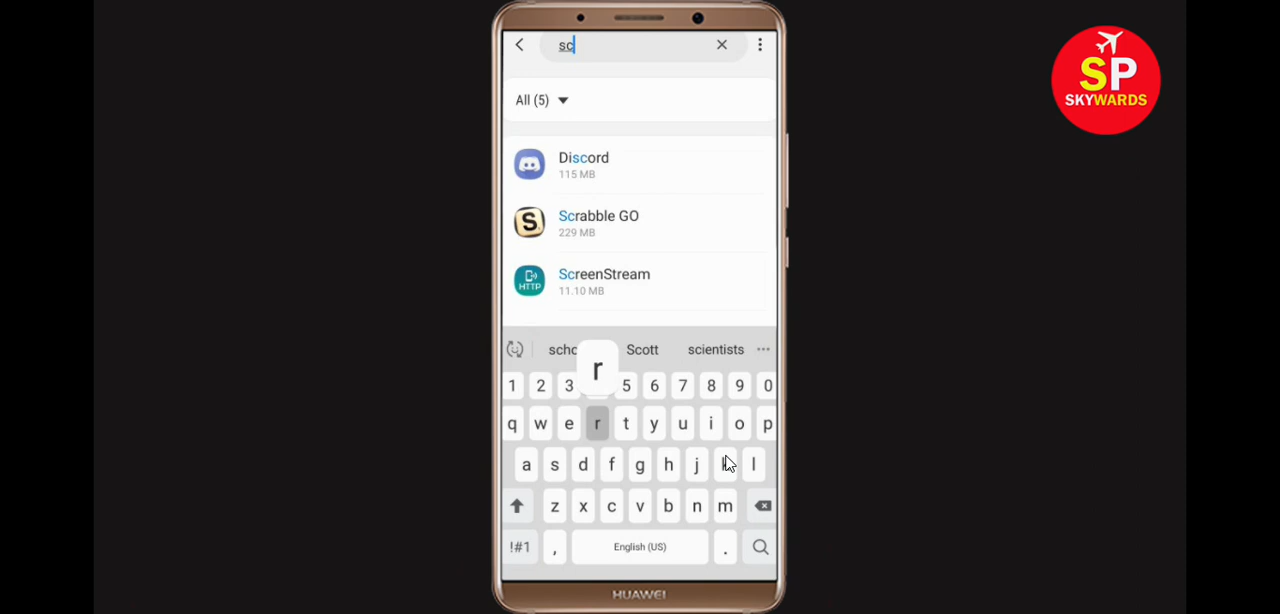 sc
SP
SKYWARDS
All (5)
Discord
115 MB
S
Scrabble GO
229 MB
HTTP
ScreenStream
11.10 MB
Scott
scientists
r
1 2 3 5 6 7 8 9 0
q w e r t y u i o p
a s d f g h j l
z x c v b n m
!#1 , English (US) .
HUAWEI